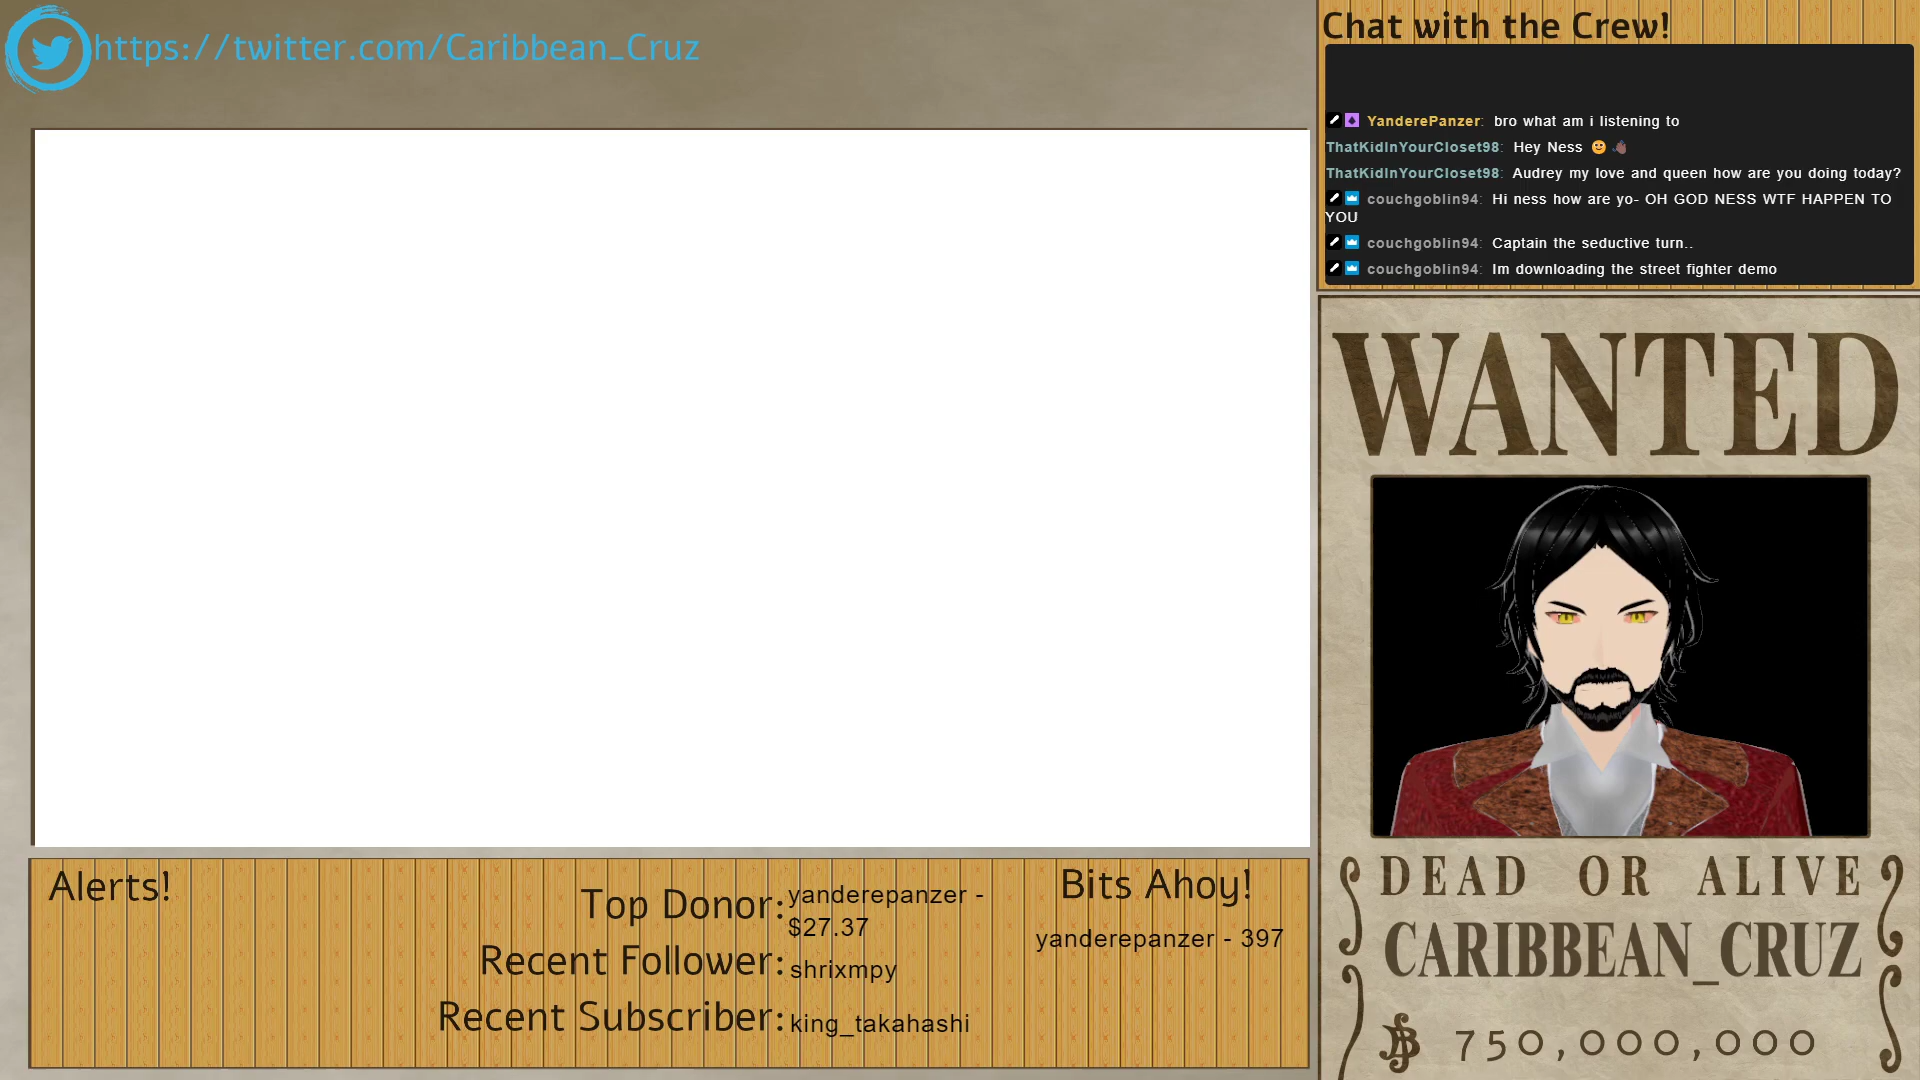 https://twitter.com/Caribbean_Cruz
Chat with the Crew!
YanderePanzer: bro what am i listening to
ThatKidInYourCloset98: Hey Ness
ThatKidInYourCloset98: Audrey my love and queen how are you doing today?
couchgoblin94: Hi ness how are yo- OH GOD NESS WTF HAPPEN TO
YOU
couchgoblin94: Captain the seductive turn..
couchgoblin94: Im downloading the street fighter demo
WANTED
DEAD OR ALIVE
CARIBBEAN_CRUZ
฿ 750,000,000
Alerts!
Top Donor: yanderepanzer -
$27.37
Recent Follower: shrixmpy
Recent Subscriber: king_takahashi
Bits Ahoy!
yanderepanzer - 397